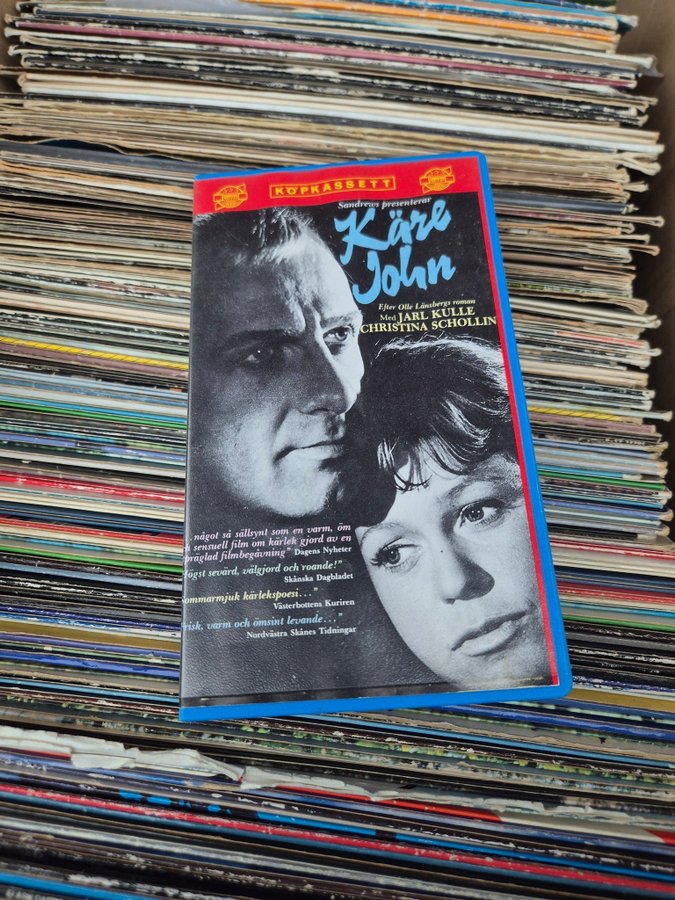 KÖPKASSETT
Sandrews presenterar
Käre
John
Efter Olle Länsbergs roman
Med JARL KULLE
CHRISTINA SCHOLLIN
något så sällsynt som en varm, öm
sensuell film om kärlek gjord av en
präglad filmbegåvning" Dagens Nyheter
ögst sevärd, välgjord och roande!"
Skånska Dagbladet
ommarmjuk kärlekspoesi..."
Västerbottens Kuriren
risk, varm och ömsint levande..."
Nordvästra Skånes Tidningar